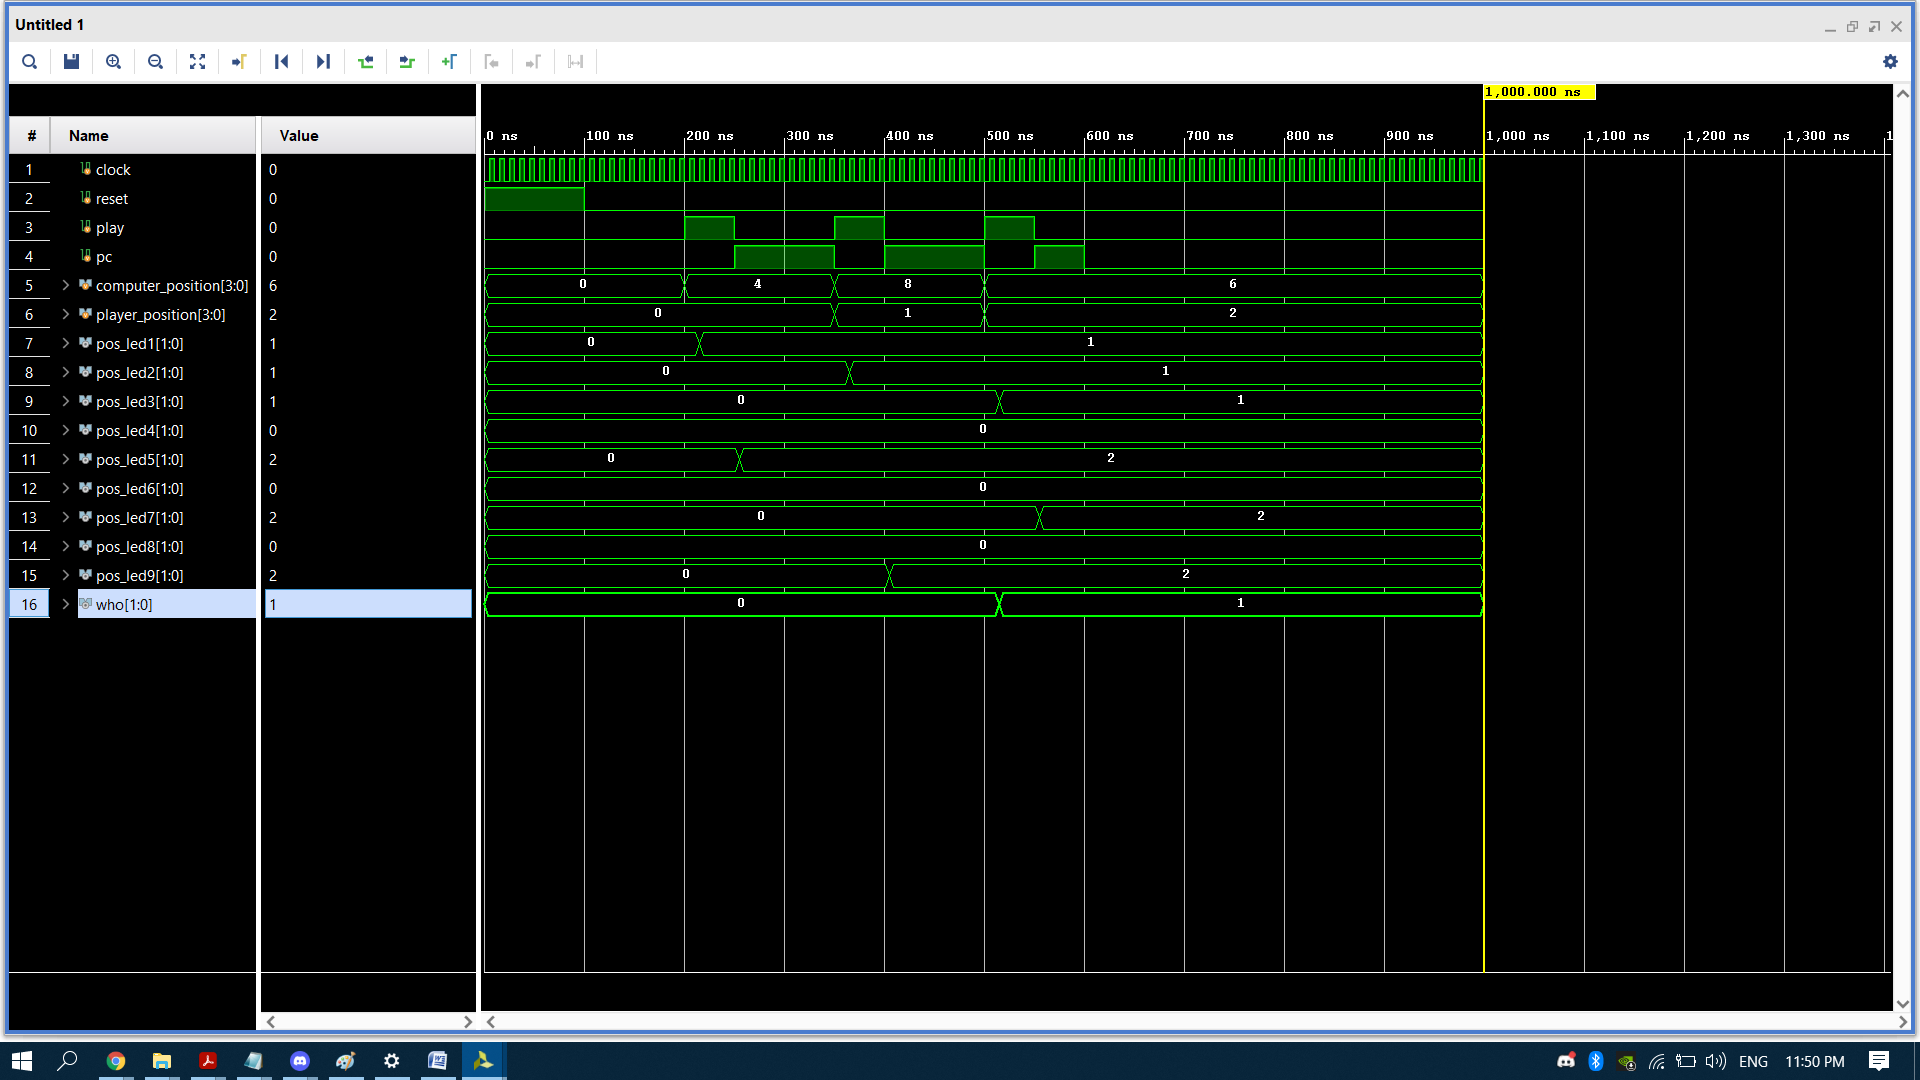 Untitled 1
1,000.000 ns
# Name Value
0 ns 100 ns 200 ns 300 ns 400 ns 500 ns 600 ns 700 ns 800 ns 900 ns 1,000 ns 1,100 ns 1,200 ns 1,300 ns 1
1 clock 0
2 reset 0
3 play 0
4 pc 0
5 computer_position[3:0] 6 0 4 8 6
6 player_position[3:0] 2 0 1 2
7 pos_led1[1:0] 1 0 1
8 pos_led2[1:0] 1 0 1
9 pos_led3[1:0] 1 0 1
10 pos_led4[1:0] 0 0
11 pos_led5[1:0] 2 0 2
12 pos_led6[1:0] 0 0
13 pos_led7[1:0] 2 0 2
14 pos_led8[1:0] 0 0
15 pos_led9[1:0] 2 0 2
16 who[1:0] 1 0 1
ENG 11:50 PM